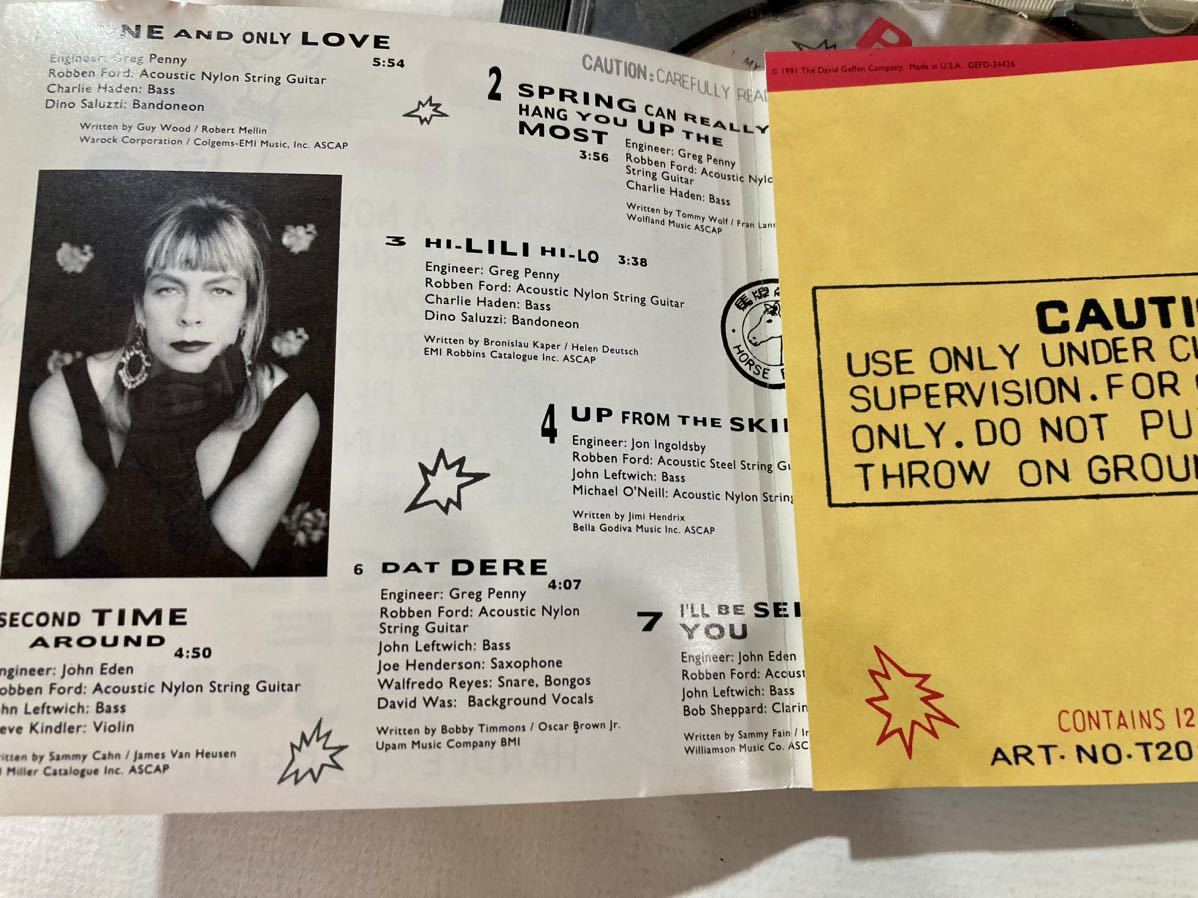 NE AND ONLY LOVE
5:54
Engineer: Greg Penny
Robben Ford: Acoustic Nylon String Guitar
Charlie Haden: Bass
Dino Saluzzi: Bandoneon
Written by Guy Wood / Robert Mellin
Warock Corporation / Colgems-EMI Music, Inc. ASCAP
CAUTION: CAREFULLY REA
2 SPRING CAN REALLY
HANG YOU UP THE
MOST
3:56
Engineer: Greg Penny
Robben Ford: Acoustic Nylo
String Guitar
Charlie Haden: Bass
Written by Tommy Wolf / Fran Lan
Wolfland Music ASCAP
3 HI-LILI HI-LO 3:38
Engineer: Greg Penny
Robben Ford: Acoustic Nylon String Guitar
Charlie Haden: Bass
Dino Saluzzi: Bandoneon
Written by Bronislau Kaper / Helen Deutsch
EMI Robbins Catalogue Inc. ASCAP
HORSE
4 UP FROM THE SKI
Engineer: Jon Ingoldsby
Robben Ford: Acoustic Steel String Gu
John Leftwich: Bass
Michael O'Neill: Acoustic Nylon String
Written by Jimi Hendrix
Bella Godiva Music Inc. ASCAP
SECOND TIME
AROUND
4:50
ngineer: John Eden
obben Ford: Acoustic Nylon String Guitar
hn Leftwich: Bass
eve Kindler: Violin
itten by Sammy Cahn / James Van Heusen
Miller Catalogue Inc. ASCAP
6 DAT DERE
4:07
Engineer: Greg Penny
Robben Ford: Acoustic Nylon
String Guitar
John Leftwich: Bass
Joe Henderson: Saxophone
Walfredo Reyes: Snare, Bongos
David Was: Background Vocals
Written by Bobby Timmons / Oscar Brown Jr.
Upam Music Company BMI
7 I'LL BE SEE
YOU
Engineer: John Eden
Robben Ford: Acoust
John Leftwich: Bass
Bob Sheppard: Clarin
Written by Sammy Fain / Ir
Williamson Music Co. ASC
© 1991 The David Geffen Company. Made in U.S.A. GEFD-24426
CAUTI
USE ONLY UNDER CL
SUPERVISION. FOR
ONLY. DO NOT PU
THROW ON GROU
CONTAINS 12
ART. NO. T20